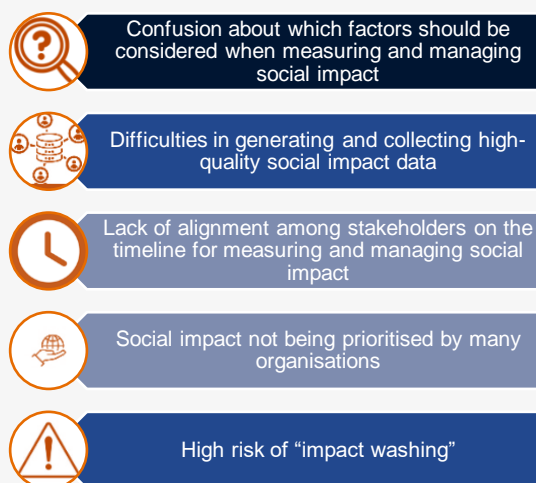 ?
Confusion about which factors should be
considered when measuring and managing
social impact
Difficulties in generating and collecting high-
quality social impact data
Lack of alignment among stakeholders on the
timeline for measuring and managing social
impact
Social impact not being prioritised by many
organisations
!
High risk of “impact washing”